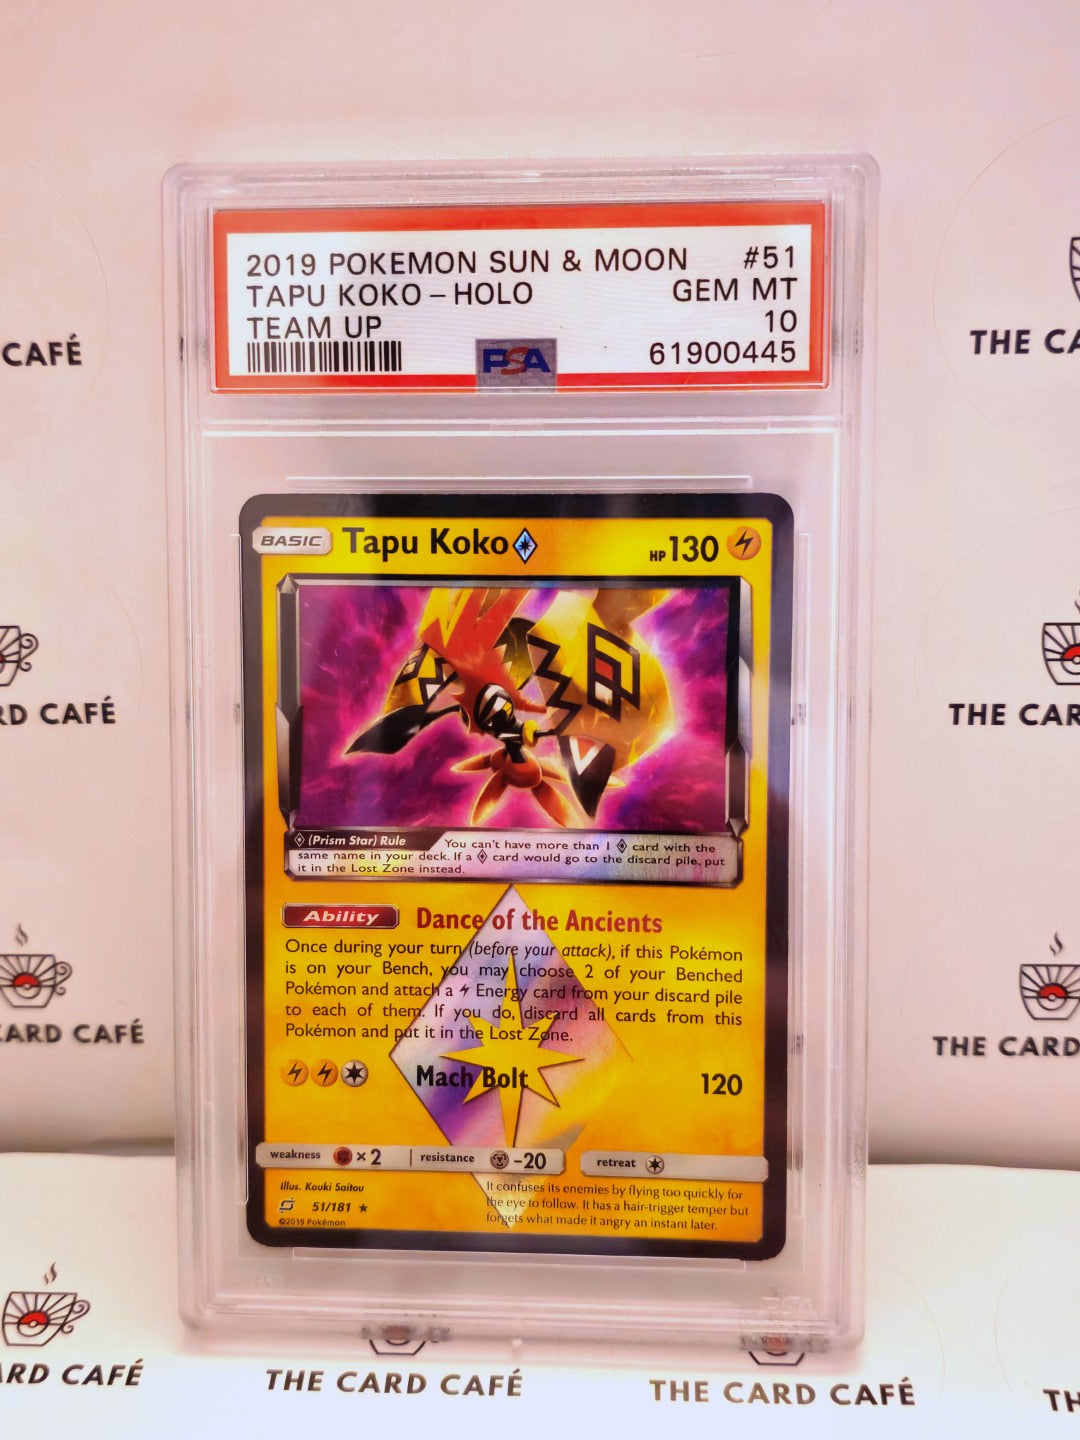 2019 POKEMON SUN & MOON #51
TAPU KOKO – HOLO GEM MT
TEAM UP 10
PSA 61900445
BASIC Tapu Koko HP 130
(Prism Star) Rule You can't have more than 1 card with the
same name in your deck. If a card would go to the discard pile, put
it in the Lost Zone instead.
Ability Dance of the Ancients
Once during your turn (before your attack), if this Pokémon
is on your Bench, you may choose 2 of your Benched
Pokémon and attach a Energy card from your discard pile
to each of them. If you do, discard all cards from this
Pokémon and put it in the Lost Zone.
Mach Bolt 120
weakness ×2 resistance -20 retreat
Illus. Kouki Saitou
51/181
©2019 Pokémon
It confuses its enemies by flying too quickly for
the eye to follow. It has a hair-trigger temper but
forgets what made it angry an instant later.
PSA
CAFÉ
THE CA
RD CAFÉ
THE CAR
CARD CAFÉ
THE CARD
ARD CAFÉ
THE CARD CAFÉ
THE CARD CAFÉ
TH